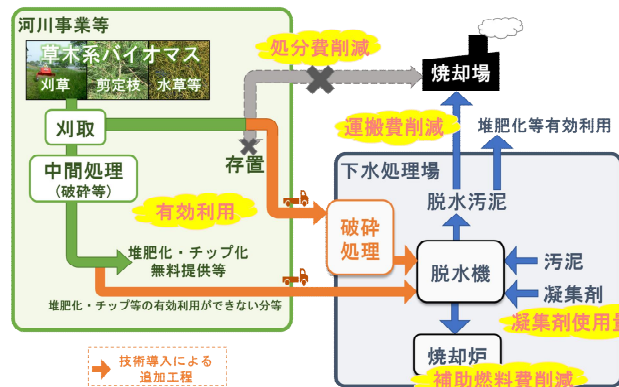 河川事業等
草木系バイオマス
刈草
剪定枝
水草等
刈取
中間処理
(破砕等)
存置
有効利用
堆肥化・チップ化
無料提供等
堆肥化・チップ等の有効利用ができない分等
処分費削減
焼却場
運搬費削減
堆肥化等有効利用
下水処理場
脱水汚泥
破砕
処理
脱水機
汚泥
凝集剤
凝集剤使用量
焼却炉
補助燃料費削減
技術導入による
追加工程